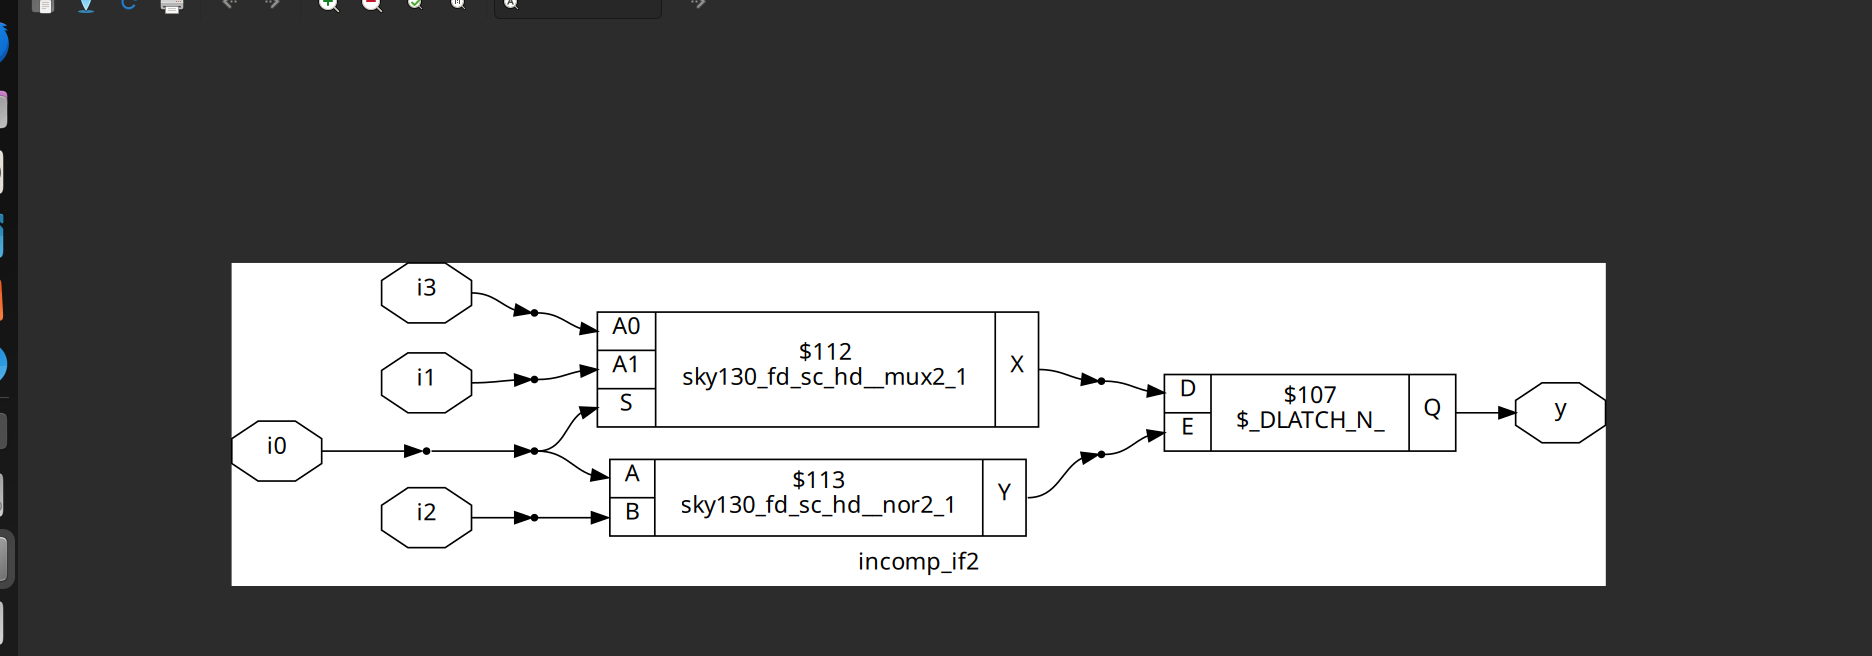 i3
A0
$112
sky130_fd_sc_hd__mux2_1
X
i1
A1
S
D
$107
$_DLATCH_N_
Q
y
E
i0
A
$113
sky130_fd_sc_hd__nor2_1
Y
i2
B
incomp_if2